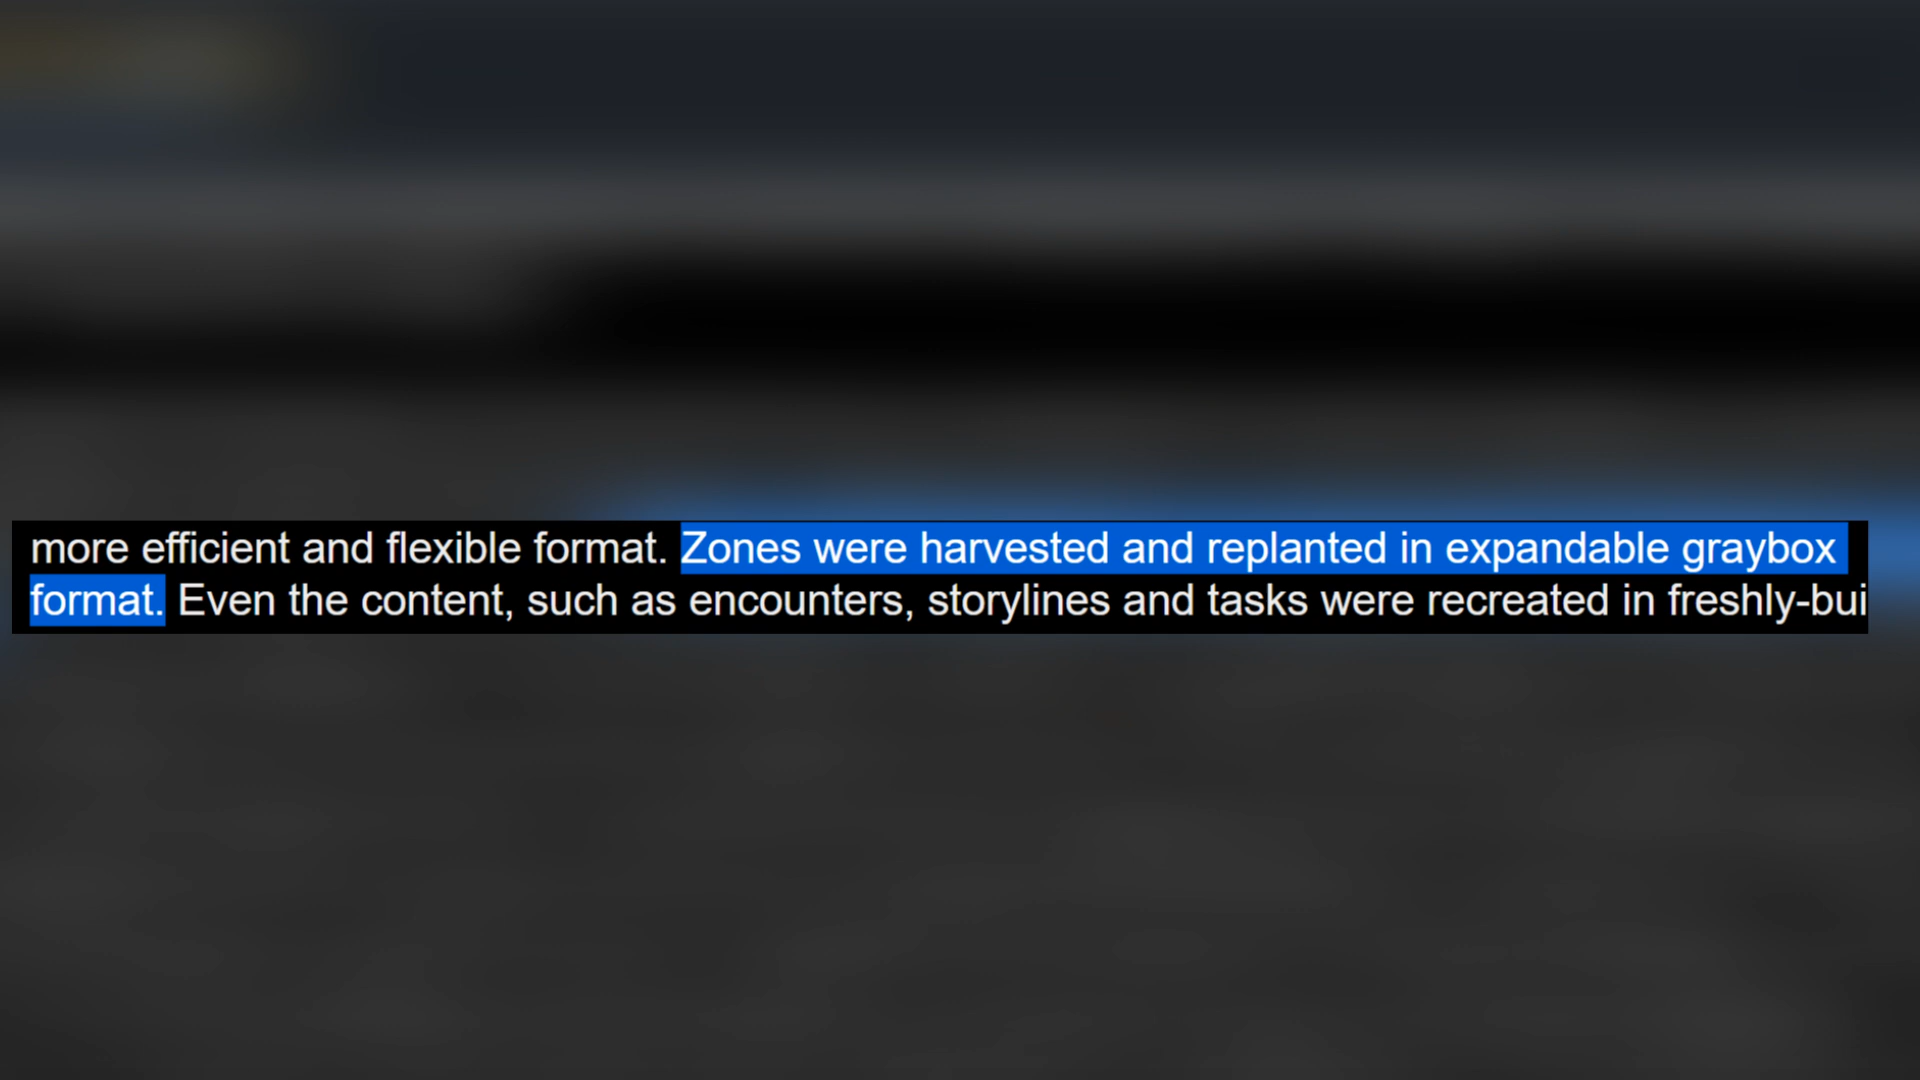 more efficient and flexible format. Zones were harvested and replanted in expandable graybox
format. Even the content, such as encounters, storylines and tasks were recreated in freshly-bui